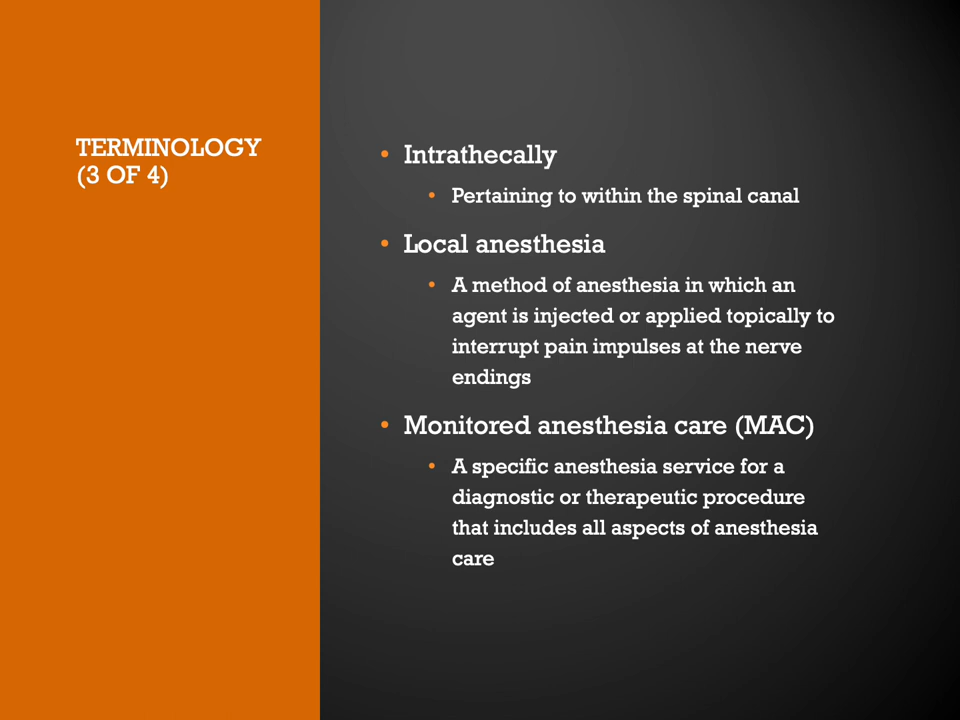 TERMINOLOGY
(3 OF 4)
• Intrathecally
• Pertaining to within the spinal canal
• Local anesthesia
• A method of anesthesia in which an
agent is injected or applied topically to
interrupt pain impulses at the nerve
endings
• Monitored anesthesia care (MAC)
• A specific anesthesia service for a
diagnostic or therapeutic procedure
that includes all aspects of anesthesia
care